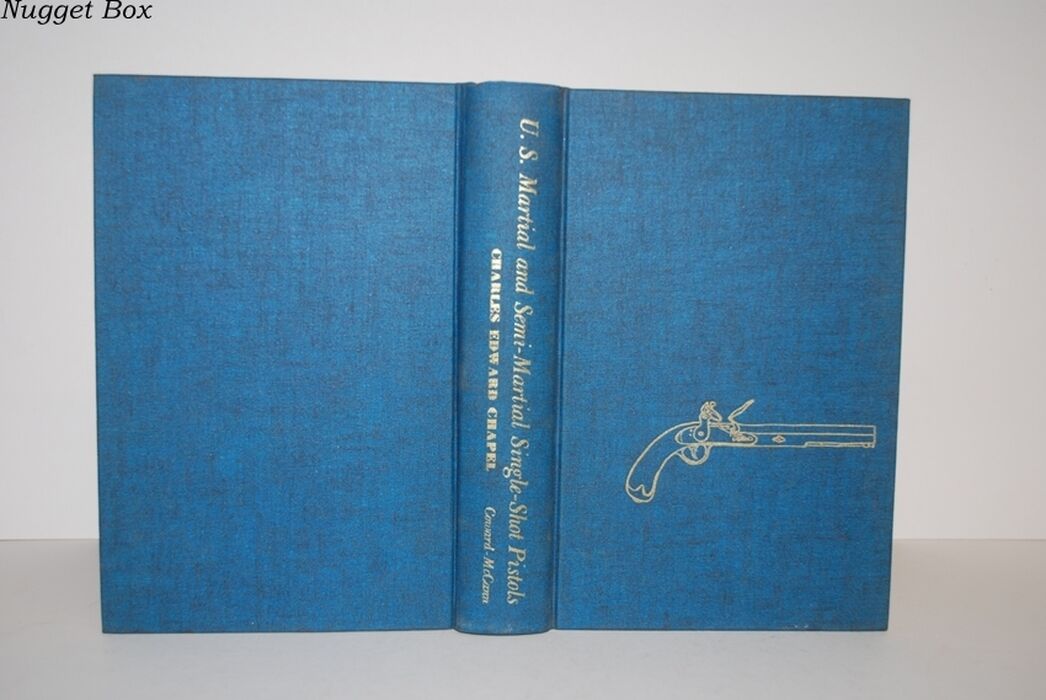 Nugget Box
U. S. Martial and Semi-Martial Single-Shot Pistols
CHARLES EDWARD CHAPEL
Coward-McCann